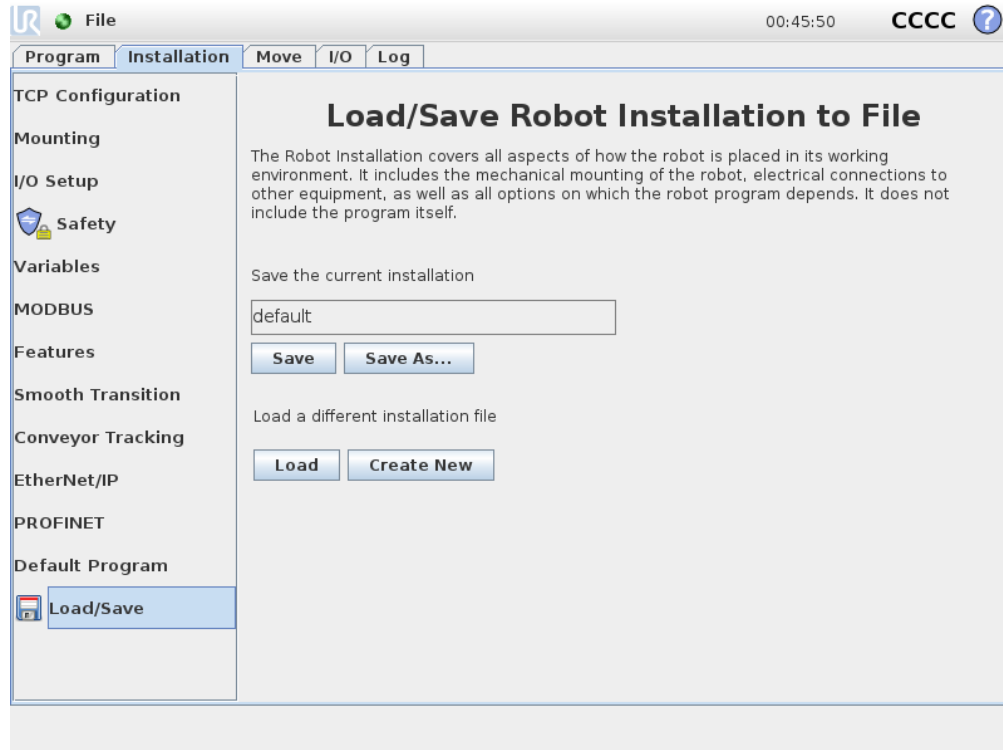 UR File 00:45:50 CCCC ?
Program Installation Move I/O Log
TCP Configuration
Mounting
I/O Setup
Safety
Variables
MODBUS
Features
Smooth Transition
Conveyor Tracking
EtherNet/IP
PROFINET
Default Program
Load/Save
Load/Save Robot Installation to File
The Robot Installation covers all aspects of how the robot is placed in its working
environment. It includes the mechanical mounting of the robot, electrical connections to
other equipment, as well as all options on which the robot program depends. It does not
include the program itself.
Save the current installation
default
Save Save As...
Load a different installation file
Load Create New